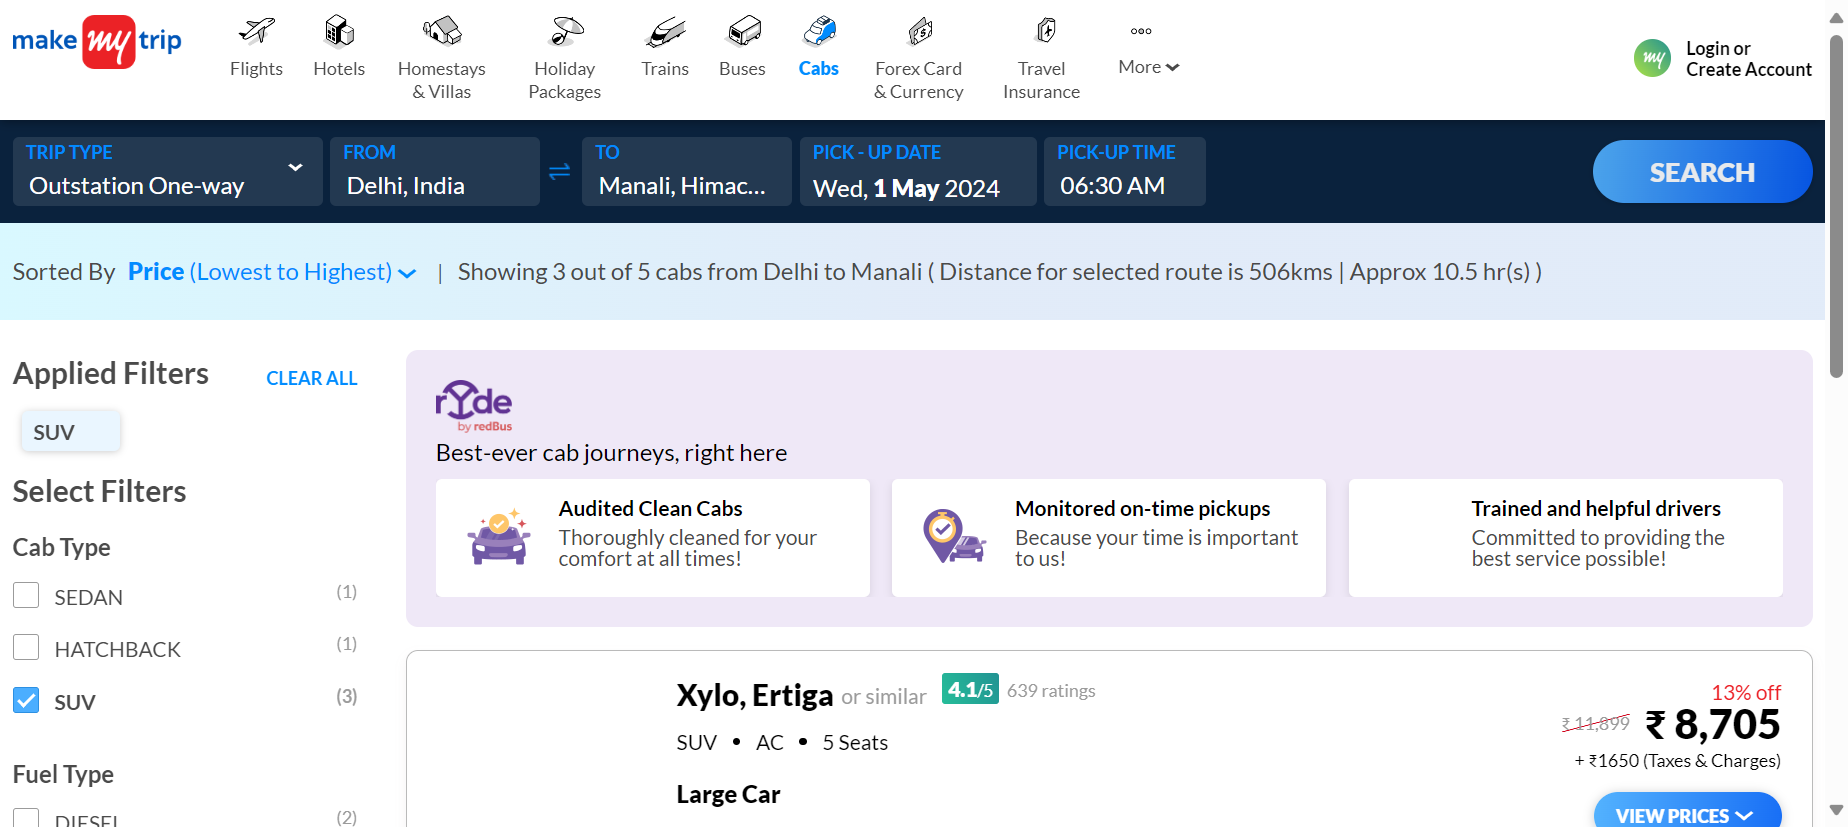 make my trip
Flights
Hotels
Homestays
& Villas
Holiday
Packages
Trains
Buses
Cabs
Forex Card
& Currency
Travel
Insurance
More
my
Login or
Create Account
TRIP TYPE
Outstation One-way
FROM
Delhi, India
TO
Manali, Himac...
PICK - UP DATE
Wed, 1 May 2024
PICK-UP TIME
06:30 AM
SEARCH
Sorted By Price (Lowest to Highest) | Showing 3 out of 5 cabs from Delhi to Manali ( Distance for selected route is 506kms | Approx 10.5 hr(s) )
Applied Filters
CLEAR ALL
SUV
Select Filters
Cab Type
SEDAN (1)
HATCHBACK (1)
SUV (3)
Fuel Type
DIESEL (2)
rYde
by redBus
Best-ever cab journeys, right here
Audited Clean Cabs
Thoroughly cleaned for your
comfort at all times!
Monitored on-time pickups
Because your time is important
to us!
Trained and helpful drivers
Committed to providing the
best service possible!
Xylo, Ertiga or similar 4.1/5 639 ratings
SUV • AC • 5 Seats
Large Car
13% off
₹ 11,899 ₹ 8,705
+ ₹1650 (Taxes & Charges)
VIEW PRICES